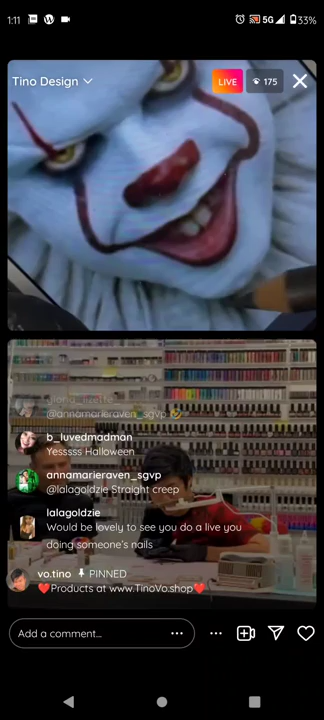 1:11
5G
33%
Tino Design
LIVE
175
@annamarieraven_sgvp 🤣
b_luvedmadman
Yesssss Halloween
annamarieraven_sgvp
@lalagoldzie Straight creep
lalagoldzie
Would be lovely to see you do a live you
doing someone's nails
vo.tino 📌 PINNED
❤️Products at www.TinoVo.shop❤️
Add a comment...